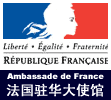 Liberté • Égalité • Fraternité
RÉPUBLIQUE FRANÇAISE
Ambassade de France
法国驻华大使馆